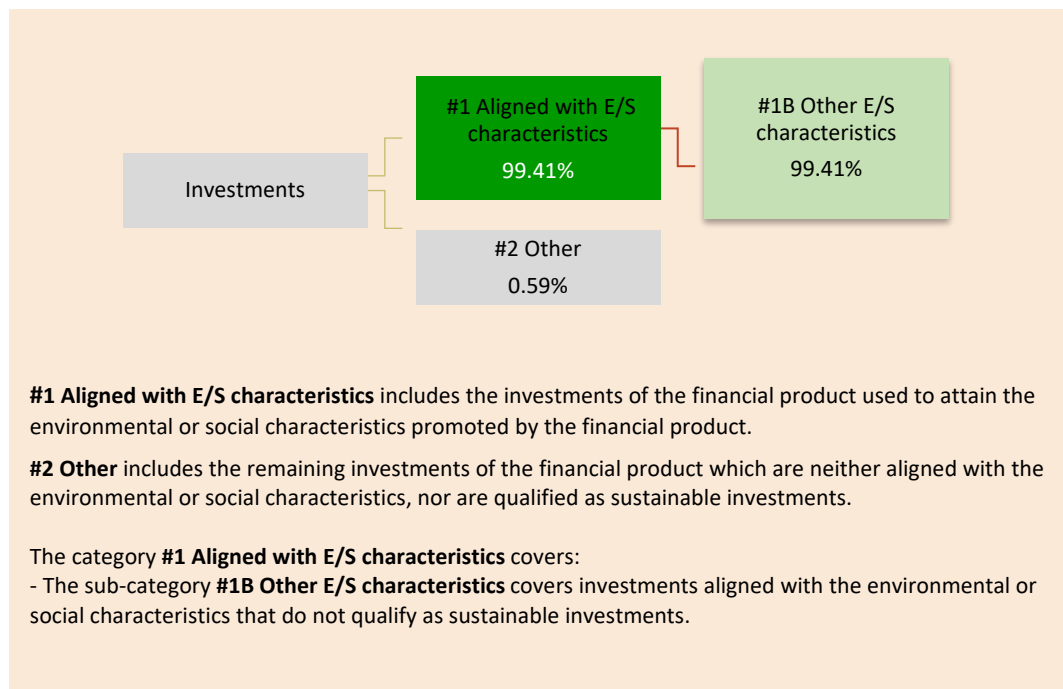 #1 Aligned with E/S
characteristics
99.41%
#1B Other E/S
characteristics
99.41%
Investments
#2 Other
0.59%
#1 Aligned with E/S characteristics includes the investments of the financial product used to attain the
environmental or social characteristics promoted by the financial product.
#2 Other includes the remaining investments of the financial product which are neither aligned with the
environmental or social characteristics, nor are qualified as sustainable investments.
The category #1 Aligned with E/S characteristics covers:
- The sub-category #1B Other E/S characteristics covers investments aligned with the environmental or
social characteristics that do not qualify as sustainable investments.